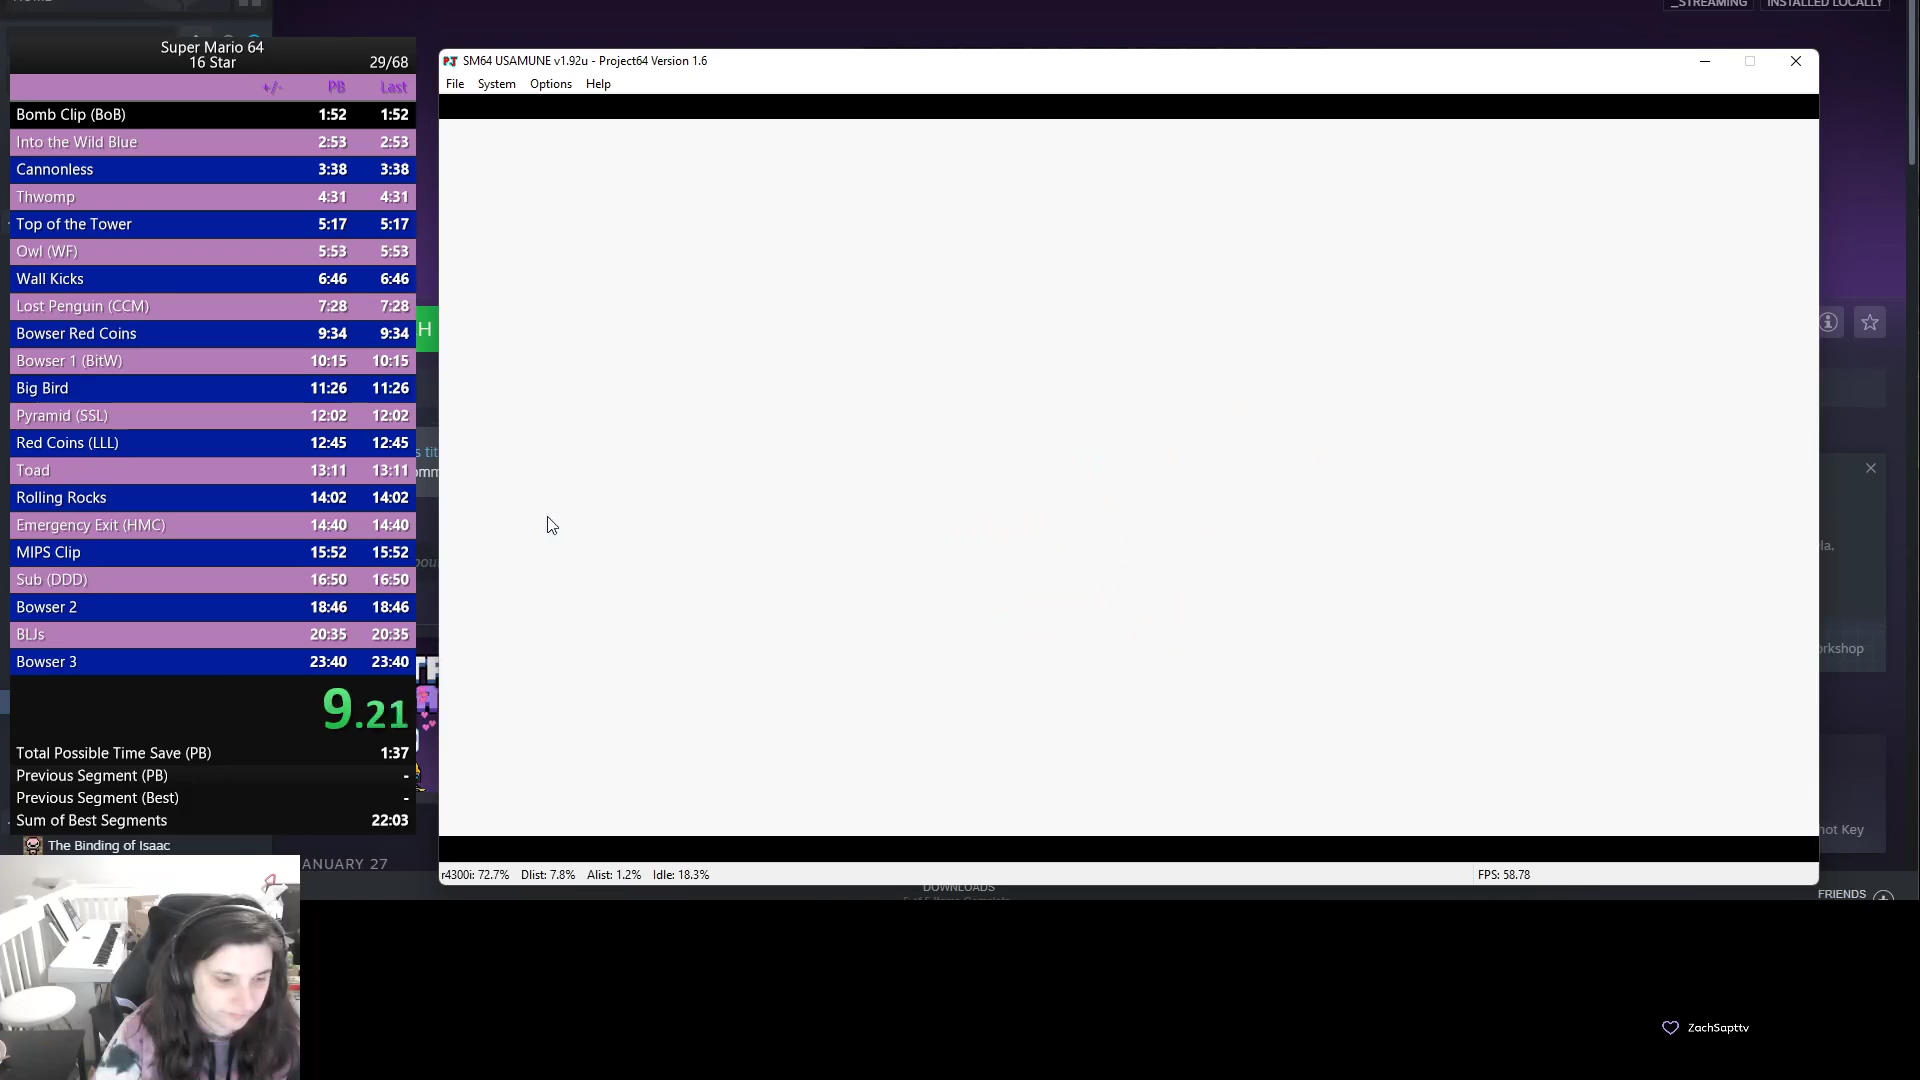 _STREAMING
INSTALLED LOCALLY
Super Mario 64
16 Star
29/68
+/-
PB
Last
Bomb Clip (BoB) 1:52 1:52
Into the Wild Blue 2:53 2:53
Cannonless 3:38 3:38
Thwomp 4:31 4:31
Top of the Tower 5:17 5:17
Owl (WF) 5:53 5:53
Wall Kicks 6:46 6:46
Lost Penguin (CCM) 7:28 7:28
Bowser Red Coins 9:34 9:34
Bowser 1 (BitW) 10:15 10:15
Big Bird 11:26 11:26
Pyramid (SSL) 12:02 12:02
Red Coins (LLL) 12:45 12:45
Toad 13:11 13:11
Rolling Rocks 14:02 14:02
Emergency Exit (HMC) 14:40 14:40
MIPS Clip 15:52 15:52
Sub (DDD) 16:50 16:50
Bowser 2 18:46 18:46
BLJs 20:35 20:35
Bowser 3 23:40 23:40
9.21
Total Possible Time Save (PB) 1:37
Previous Segment (PB) -
Previous Segment (Best) -
Sum of Best Segments 22:03
The Binding of Isaac
SM64 USAMUNE v1.92u - Project64 Version 1.6
File System Options Help
r4300i: 72.7% Dlist: 7.8% Alist: 1.2% Idle: 18.3%
FPS: 58.78
H
s tit
omm
la,
orkshop
not Key
ANUARY 27
DOWNLOADS
FRIENDS
ZachSapttv